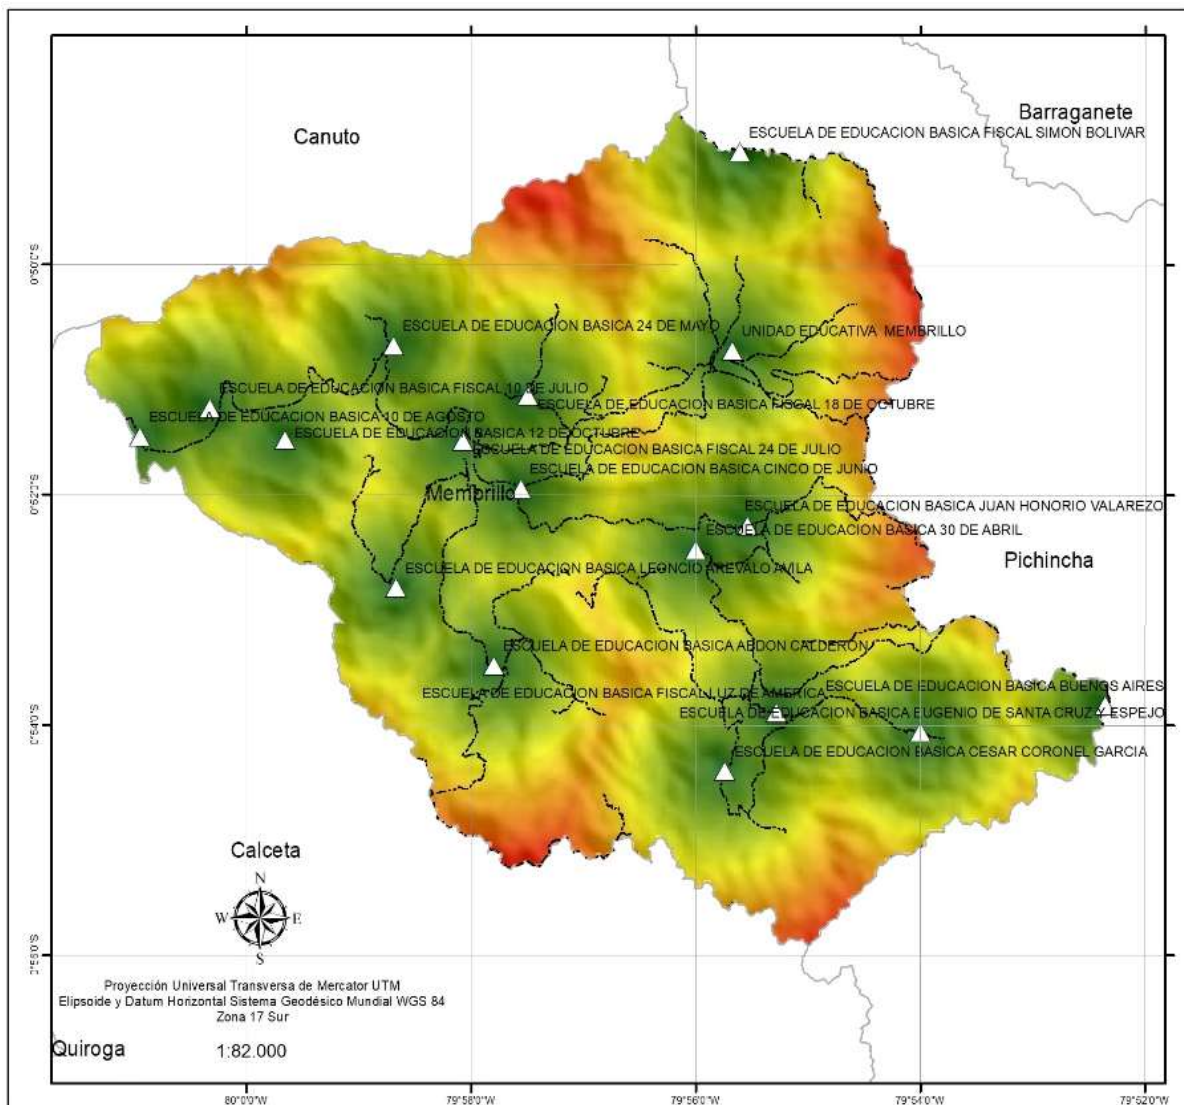 Barraganete
Canuto
ESCUELA DE EDUCACION BASICA FISCAL SIMON BOLIVAR
0°50'0"S
ESCUELA DE EDUCACION BASICA 24 DE MAYO
UNIDAD EDUCATIVA MEMBRILLO
ESCUELA DE EDUCACION BASICA FISCAL 10 DE JULIO
ESCUELA DE EDUCACION BASICA FISCAL 18 DE OCTUBRE
ESCUELA DE EDUCACION BASICA 10 DE AGOSTO
ESCUELA DE EDUCACION BASICA 12 DE OCTUBRE
ESCUELA DE EDUCACION BASICA FISCAL 24 DE JULIO
ESCUELA DE EDUCACION BASICA CINCO DE JUNIO
Membrillo
0°52'0"S
ESCUELA DE EDUCACION BASICA JUAN HONORIO VALAREZO
ESCUELA DE EDUCACION BASICA 30 DE ABRIL
Pichincha
ESCUELA DE EDUCACION BASICA LEONCIO AREVALO AVILA
ESCUELA DE EDUCACION BASICA ABDON CALDERON
ESCUELA DE EDUCACION BASICA BUENOS AIRES
ESCUELA DE EDUCACION BASICA FISCAL LUZ DE AMERICA
ESCUELA DE EDUCACION BASICA EUGENIO DE SANTA CRUZ Y ESPEJO
0°54'0"S
ESCUELA DE EDUCACION BASICA CESAR CORONEL GARCIA
Calceta
N
W
E
S
0°56'0"S
Proyección Universal Transversa de Mercator UTM
Elipsoide y Datum Horizontal Sistema Geodésico Mundial WGS 84
Zona 17 Sur
Quiroga
1:82.000
80°0'0"W
79°58'0"W
79°56'0"W
79°54'0"W
79°52'0"W